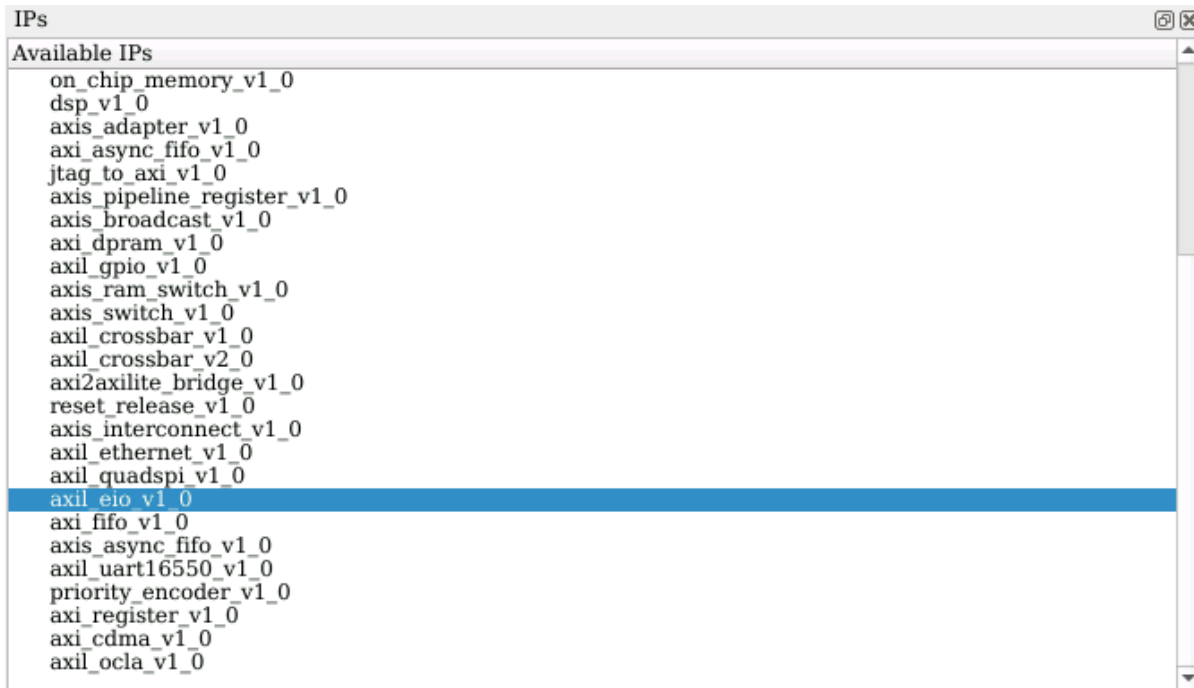 IPs
Available IPs
on_chip_memory_v1_0
dsp_v1_0
axis_adapter_v1_0
axi_async_fifo_v1_0
jtag_to_axi_v1_0
axis_pipeline_register_v1_0
axis_broadcast_v1_0
axi_dpram_v1_0
axil_gpio_v1_0
axis_ram_switch_v1_0
axis_switch_v1_0
axil_crossbar_v1_0
axil_crossbar_v2_0
axi2axilite_bridge_v1_0
reset_release_v1_0
axis_interconnect_v1_0
axil_ethernet_v1_0
axil_quadspi_v1_0
axil_eio_v1_0
axi_fifo_v1_0
axis_async_fifo_v1_0
axil_uart16550_v1_0
priority_encoder_v1_0
axi_register_v1_0
axi_cdma_v1_0
axil_ocla_v1_0